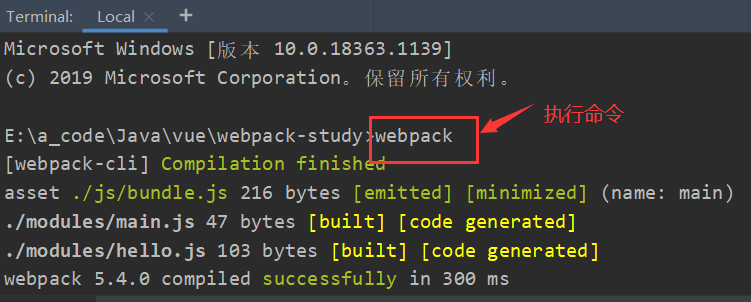 Terminal: Local × +
Microsoft Windows [版本 10.0.18363.1139]
(c) 2019 Microsoft Corporation。保留所有权利。
执行命令
E:\a_code\Java\vue\webpack-study>webpack
[webpack-cli] Compilation finished
asset ./js/bundle.js 216 bytes [emitted] [minimized] (name: main)
./modules/main.js 47 bytes [built] [code generated]
./modules/hello.js 103 bytes [built] [code generated]
webpack 5.4.0 compiled successfully in 300 ms